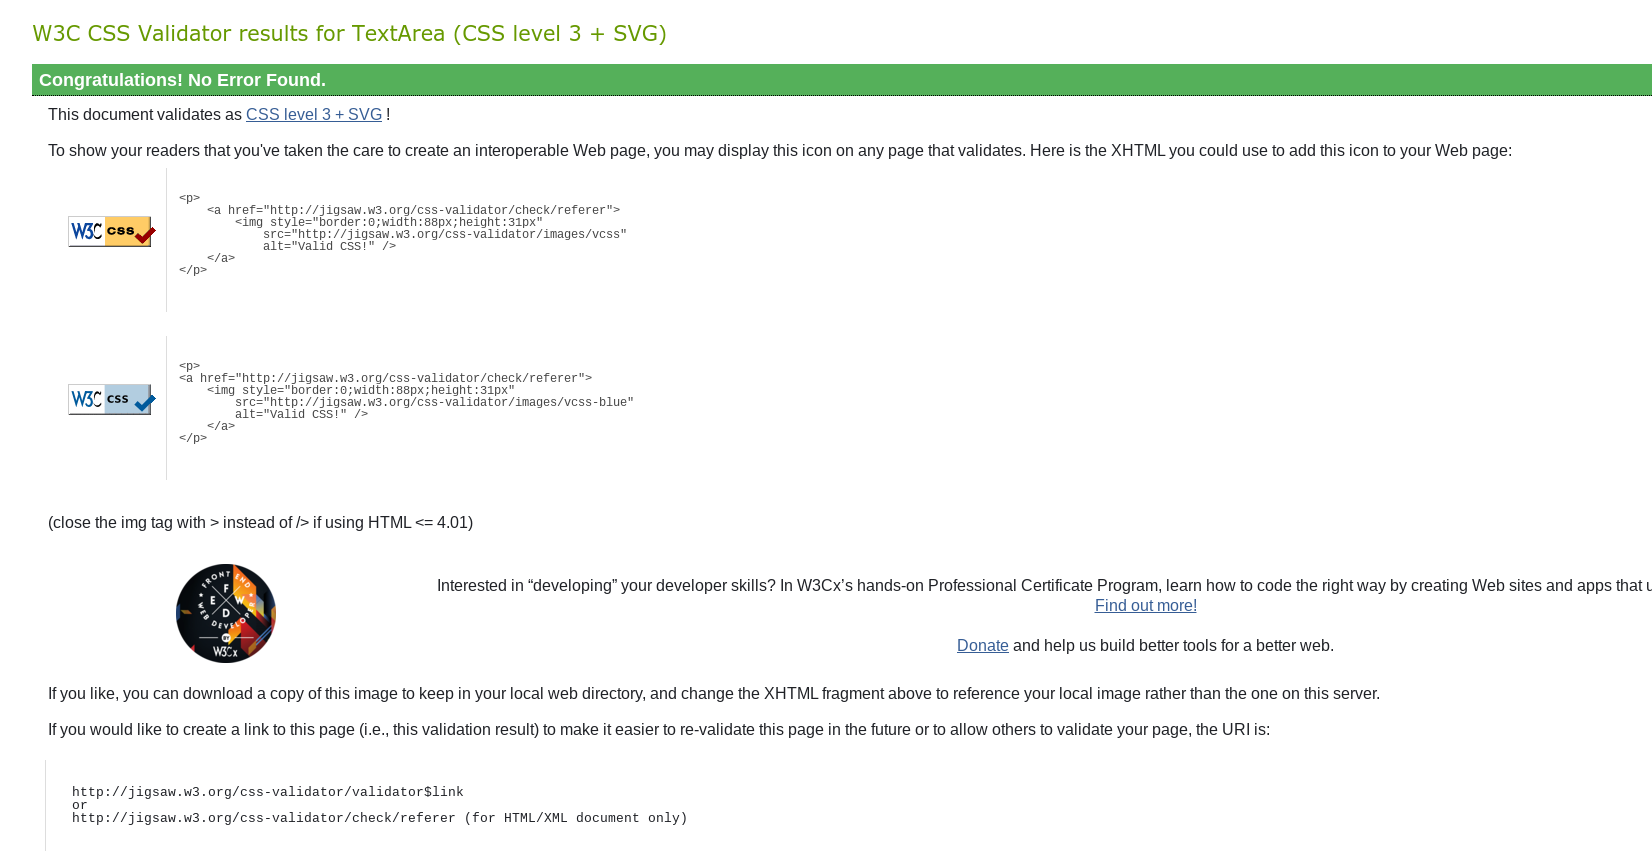 W3C CSS Validator results for TextArea (CSS level 3 + SVG)
Congratulations! No Error Found.
This document validates as CSS level 3 + SVG !
To show your readers that you've taken the care to create an interoperable Web page, you may display this icon on any page that validates. Here is the XHTML you could use to add this icon to your Web page:
W3C css
<p>
    <a href="http://jigsaw.w3.org/css-validator/check/referer">
        <img style="border:0;width:88px;height:31px"
            src="http://jigsaw.w3.org/css-validator/images/vcss"
            alt="Valid CSS!" />
    </a>
</p>
W3C css
<p>
<a href="http://jigsaw.w3.org/css-validator/check/referer">
    <img style="border:0;width:88px;height:31px"
        src="http://jigsaw.w3.org/css-validator/images/vcss-blue"
        alt="Valid CSS!" />
    </a>
</p>
(close the img tag with > instead of /> if using HTML <= 4.01)
FRONT END
F
E W
D
WEB DEVELOPER
BY
W3Cx
Interested in “developing” your developer skills? In W3Cx’s hands-on Professional Certificate Program, learn how to code the right way by creating Web sites and apps that u
Find out more!
Donate and help us build better tools for a better web.
If you like, you can download a copy of this image to keep in your local web directory, and change the XHTML fragment above to reference your local image rather than the one on this server.
If you would like to create a link to this page (i.e., this validation result) to make it easier to re-validate this page in the future or to allow others to validate your page, the URI is:
http://jigsaw.w3.org/css-validator/validator$link
or
http://jigsaw.w3.org/css-validator/check/referer (for HTML/XML document only)